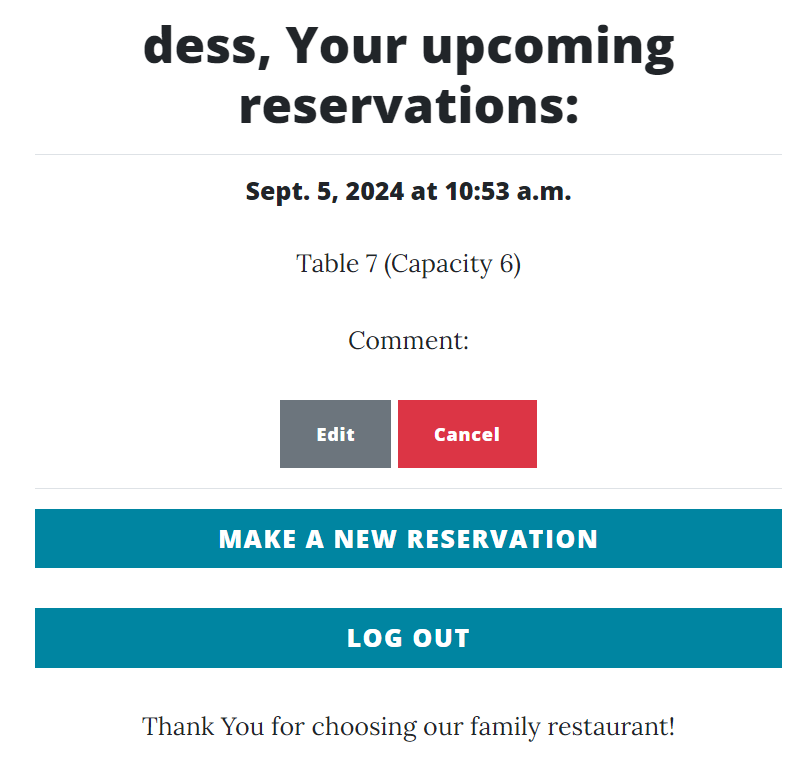 dess, Your upcoming
reservations:
Sept. 5, 2024 at 10:53 a.m.
Table 7 (Capacity 6)
Comment:
Edit
Cancel
MAKE A NEW RESERVATION
LOG OUT
Thank You for choosing our family restaurant!